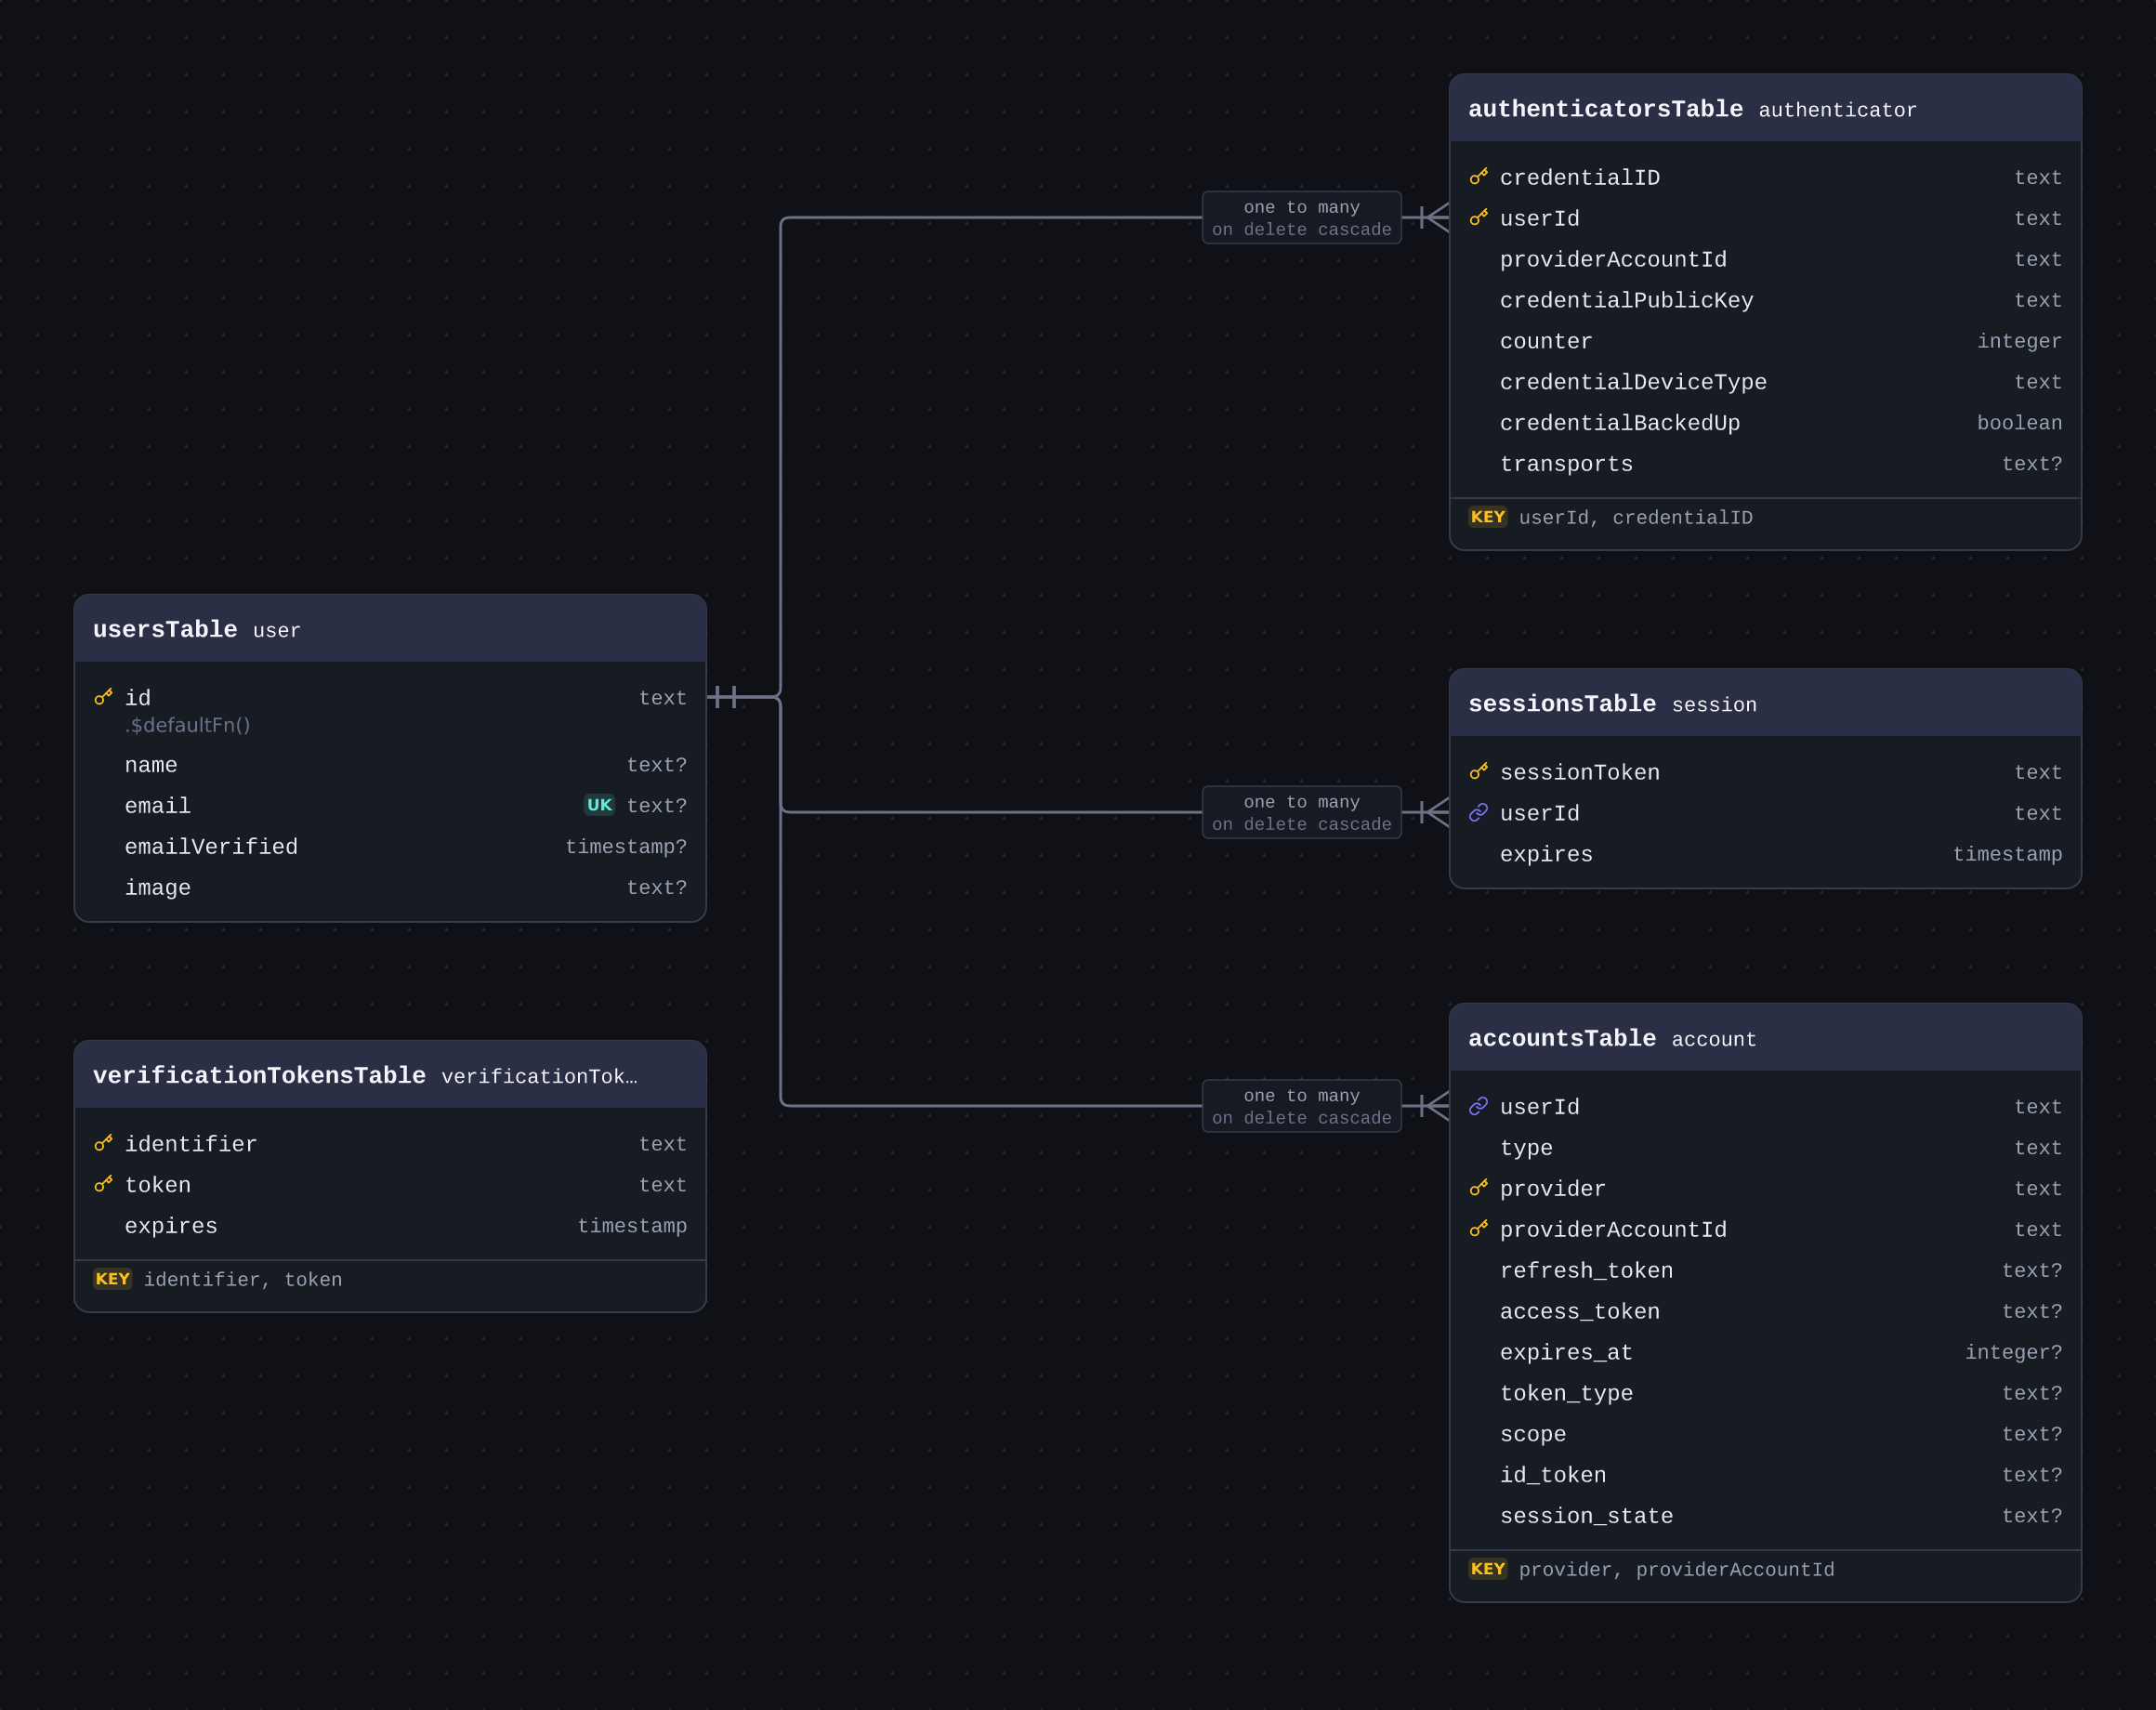 authenticatorsTable authenticator
credentialID text
userId text
providerAccountId text
credentialPublicKey text
counter integer
credentialDeviceType text
credentialBackedUp boolean
transports text?
KEY userId, credentialID
one to many
on delete cascade
usersTable user
id text
.$defaultFn()
name text?
email UK text?
emailVerified timestamp?
image text?
one to many
on delete cascade
sessionsTable session
sessionToken text
userId text
expires timestamp
verificationTokensTable verificationTok…
identifier text
token text
expires timestamp
KEY identifier, token
one to many
on delete cascade
accountsTable account
userId text
type text
provider text
providerAccountId text
refresh_token text?
access_token text?
expires_at integer?
token_type text?
scope text?
id_token text?
session_state text?
KEY provider, providerAccountId